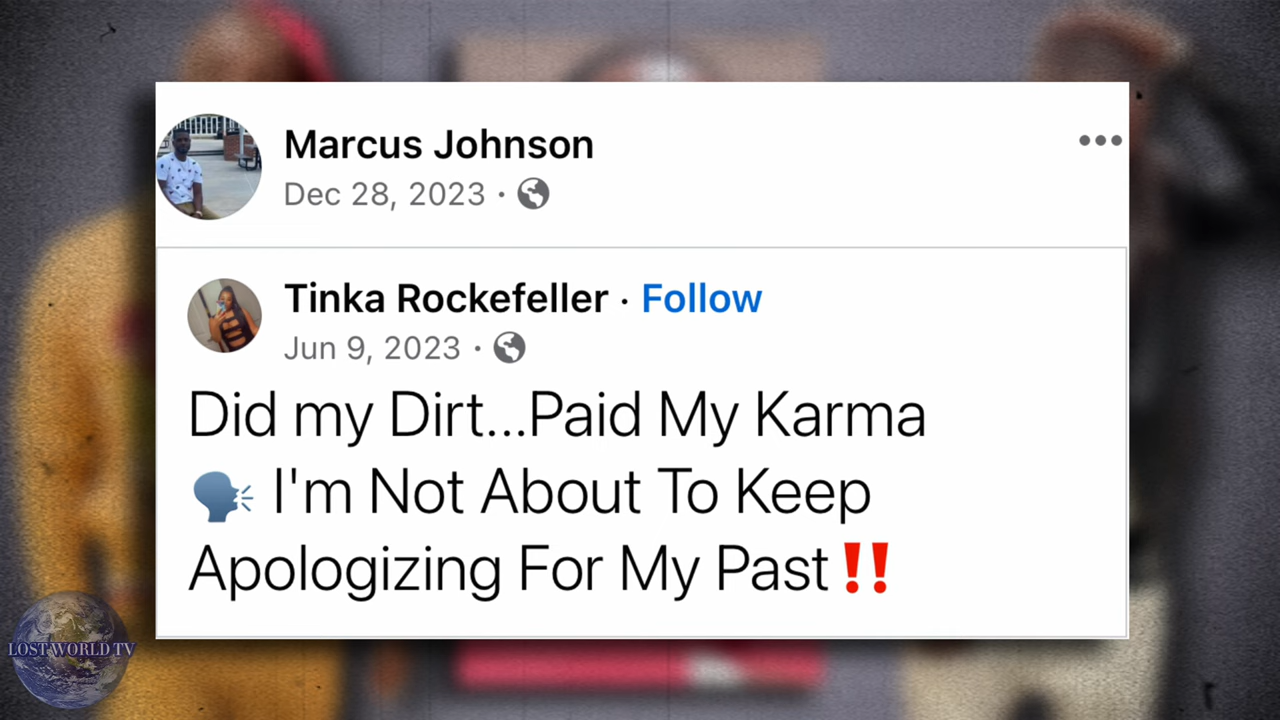 Marcus Johnson
Dec 28, 2023 ·
Tinka Rockefeller · Follow
Jun 9, 2023 ·
Did my Dirt...Paid My Karma
🗣️ I'm Not About To Keep
Apologizing For My Past‼️
LOST WORLD TV